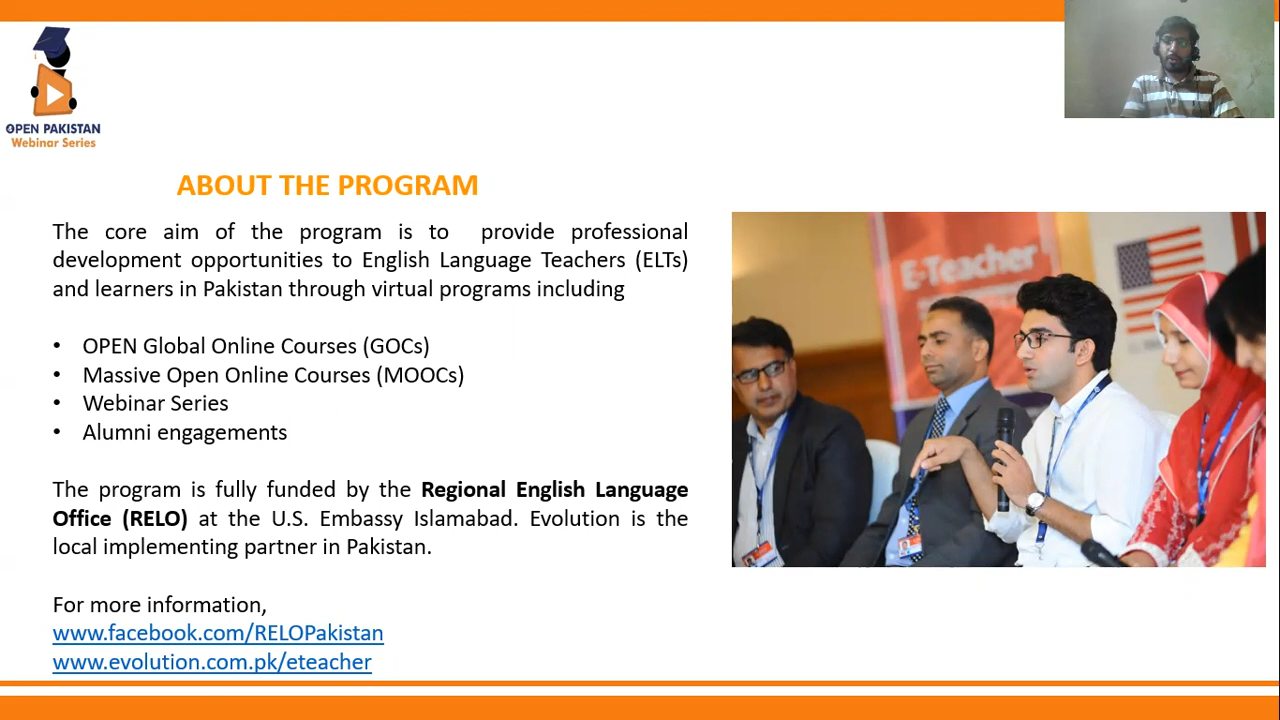 OPEN PAKISTAN
Webinar Series
ABOUT THE PROGRAM
The core aim of the program is to provide professional
development opportunities to English Language Teachers (ELTs)
and learners in Pakistan through virtual programs including
• OPEN Global Online Courses (GOCs)
• Massive Open Online Courses (MOOCs)
• Webinar Series
• Alumni engagements
The program is fully funded by the Regional English Language
Office (RELO) at the U.S. Embassy Islamabad. Evolution is the
local implementing partner in Pakistan.
For more information,
www.facebook.com/RELOPakistan
www.evolution.com.pk/eteacher
E-Teacher